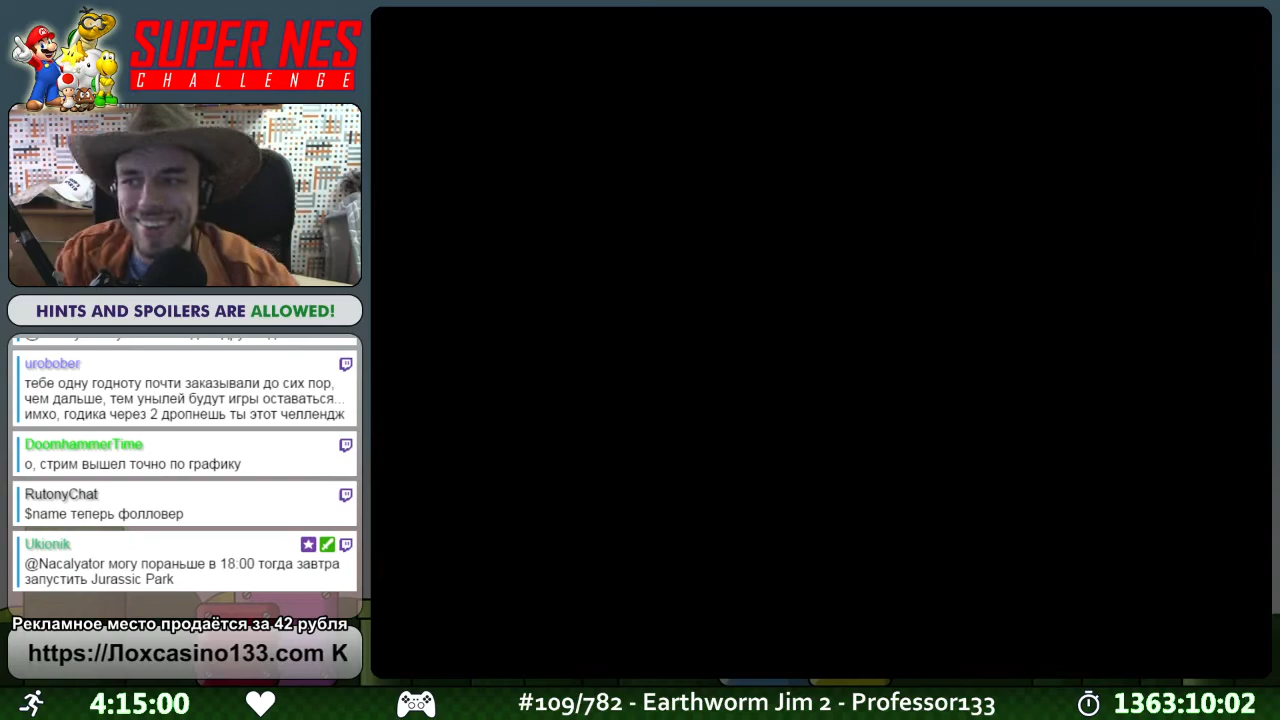 SUPER NES
CHALLENGE
HINTS AND SPOILERS ARE ALLOWED!
urobober
тебе одну годноту почти заказывали до сих пор,
чем дальше, тем унылей будут игры оставаться...
имхо, годика через 2 дропнешь ты этот челлендж
DoomhammerTime
о, стрим вышел точно по графику
RutonyChat
$name теперь фолловер
Ukionik
@Nacalyator могу пораньше в 18:00 тогда завтра
запустить Jurassic Park
Рекламное место продаётся за 42 рубля
https://Лохcasino133.com К
4:15:00
#109/782 - Earthworm Jim 2 - Professor133
1363:10:02